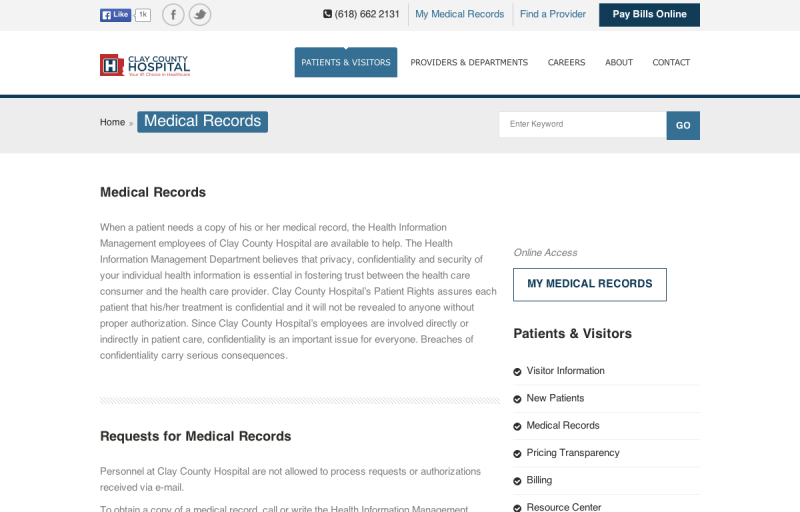 Like
1k
(618) 662 2131
My Medical Records
Find a Provider
Pay Bills Online
CLAY COUNTY
HOSPITAL
Your #1 Choice in Healthcare
PATIENTS & VISITORS
PROVIDERS & DEPARTMENTS
CAREERS
ABOUT
CONTACT
Home » Medical Records
Enter Keyword
GO
Medical Records
When a patient needs a copy of his or her medical record, the Health Information
Management employees of Clay County Hospital are available to help. The Health
Information Management Department believes that privacy, confidentiality and security of
your individual health information is essential in fostering trust between the health care
consumer and the health care provider. Clay County Hospital's Patient Rights assures each
patient that his/her treatment is confidential and it will not be revealed to anyone without
proper authorization. Since Clay County Hospital's employees are involved directly or
indirectly in patient care, confidentiality is an important issue for everyone. Breaches of
confidentiality carry serious consequences.
Requests for Medical Records
Personnel at Clay County Hospital are not allowed to process requests or authorizations
received via e-mail.
To obtain a copy of a medical record, call or write the Health Information Management
Online Access
MY MEDICAL RECORDS
Patients & Visitors
Visitor Information
New Patients
Medical Records
Pricing Transparency
Billing
Resource Center